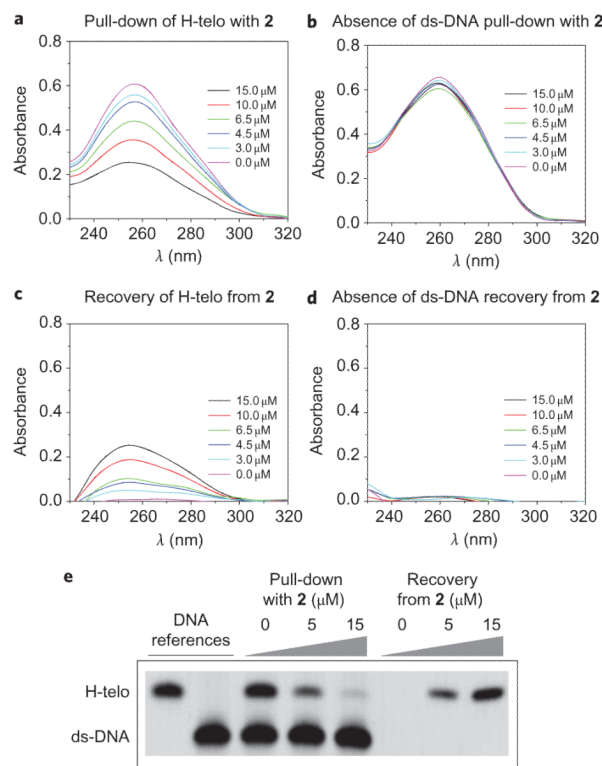 a Pull-down of H-telo with 2
0.8
0.6
0.4
0.2
0.0
Absorbance
15.0 µM
10.0 µM
6.5 µM
4.5 µM
3.0 µM
0.0 µM
240 260 280 300 320
λ (nm)
b Absence of ds-DNA pull-down with 2
0.8
0.6
0.4
0.2
0.0
Absorbance
15.0 µM
10.0 µM
6.5 µM
4.5 µM
3.0 µM
0.0 µM
240 260 280 300 320
λ (nm)
c Recovery of H-telo from 2
0.8
0.6
0.4
0.2
0.0
Absorbance
15.0 µM
10.0 µM
6.5 µM
4.5 µM
3.0 µM
0.0 µM
240 260 280 300 320
λ (nm)
d Absence of ds-DNA recovery from 2
0.8
0.6
0.4
0.2
0.0
Absorbance
15.0 µM
10.0 µM
6.5 µM
4.5 µM
3.0 µM
0.0 µM
240 260 280 300 320
λ (nm)
e
DNA
references
Pull-down
with 2 (µM)
0 5 15
Recovery
from 2 (µM)
0 5 15
H-telo
ds-DNA